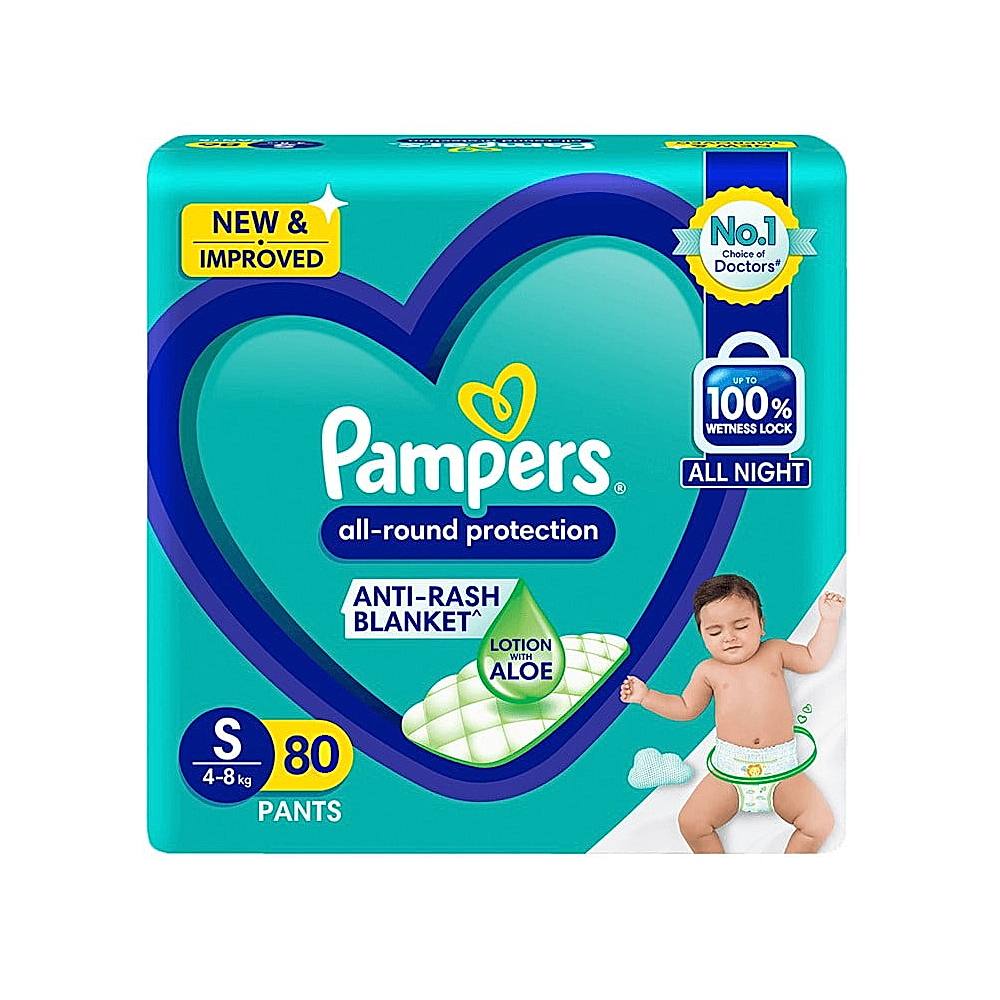 NEW &
IMPROVED
No.1
Choice of
Doctors#
UP TO
100%
WETNESS LOCK
ALL NIGHT
Pampers®
all-round protection
ANTI-RASH
BLANKET^
LOTION
WITH
ALOE
S
4-8 kg
80
PANTS